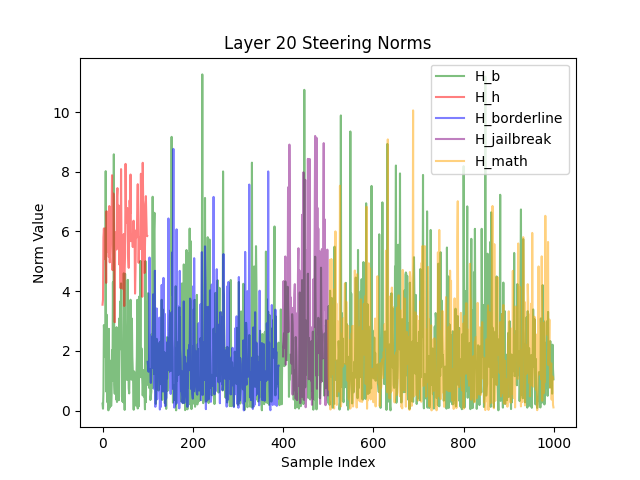 Layer 20 Steering Norms
H_b
H_h
H_borderline
H_jailbreak
H_math
Norm Value
10
8
6
4
2
0
0 200 400 600 800 1000
Sample Index